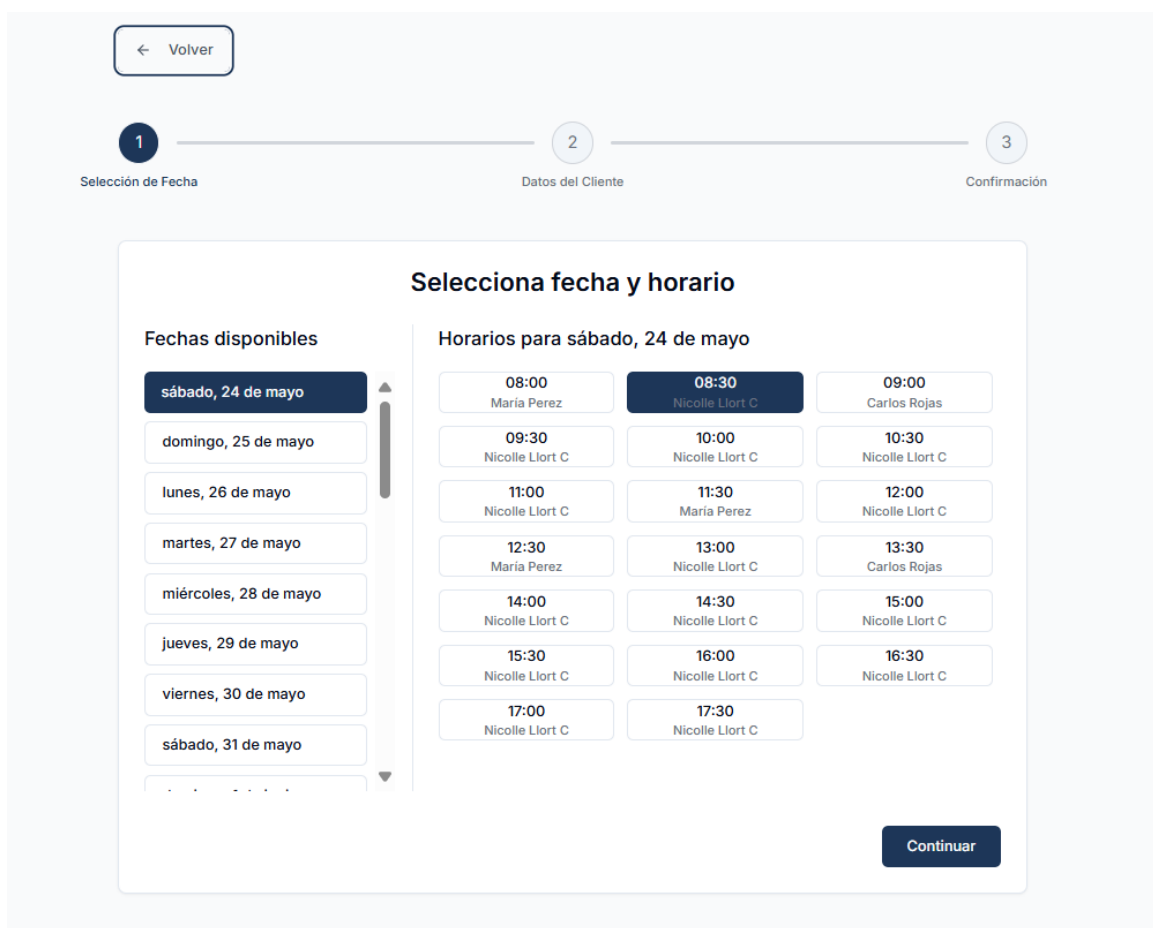 ← Volver
1
2
3
Selección de Fecha
Datos del Cliente
Confirmación
Selecciona fecha y horario
Fechas disponibles
sábado, 24 de mayo
domingo, 25 de mayo
lunes, 26 de mayo
martes, 27 de mayo
miércoles, 28 de mayo
jueves, 29 de mayo
viernes, 30 de mayo
sábado, 31 de mayo
Horarios para sábado, 24 de mayo
08:00
María Perez
08:30
Nicolle Llort C
09:00
Carlos Rojas
09:30
Nicolle Llort C
10:00
Nicolle Llort C
10:30
Nicolle Llort C
11:00
Nicolle Llort C
11:30
María Perez
12:00
Nicolle Llort C
12:30
María Perez
13:00
Nicolle Llort C
13:30
Carlos Rojas
14:00
Nicolle Llort C
14:30
Nicolle Llort C
15:00
Nicolle Llort C
15:30
Nicolle Llort C
16:00
Nicolle Llort C
16:30
Nicolle Llort C
17:00
Nicolle Llort C
17:30
Nicolle Llort C
Continuar